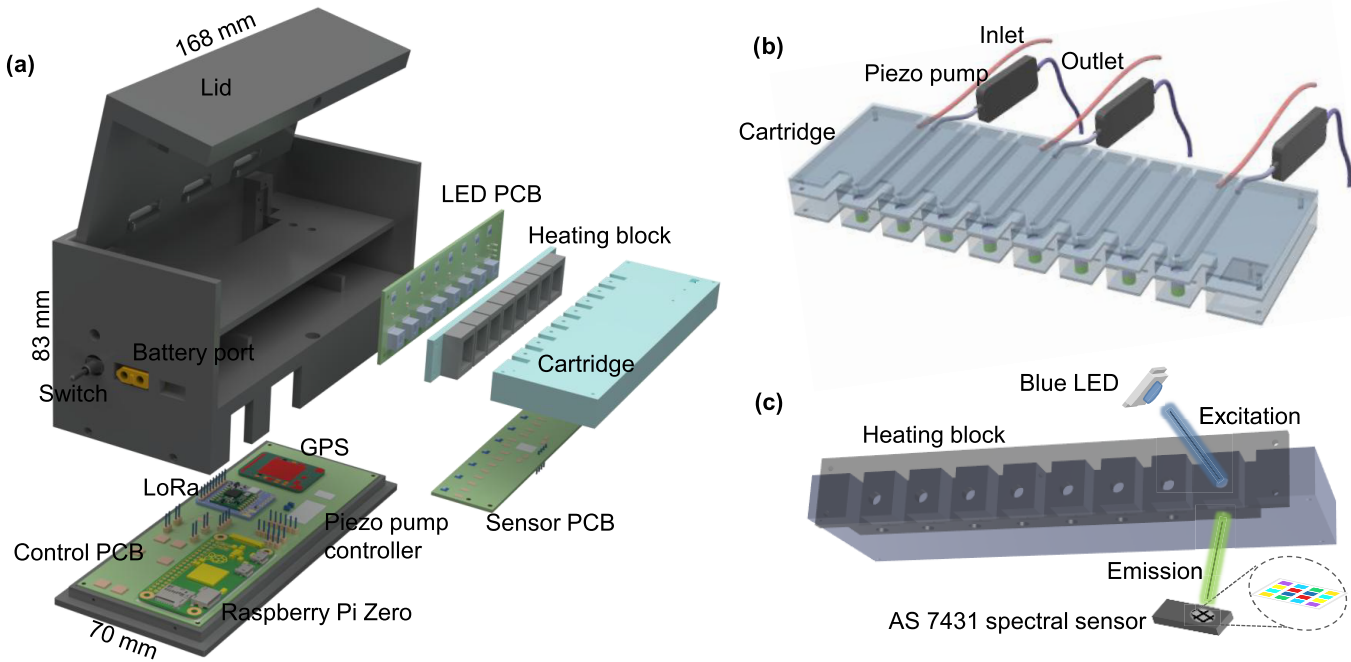 (a)
168 mm
Lid
LED PCB
Heating block
83 mm
Battery port
Cartridge
Switch
GPS
LoRa
Piezo pump
controller
Sensor PCB
Control PCB
Raspberry Pi Zero
70 mm
(b)
Inlet
Piezo pump
Outlet
Cartridge
(c)
Blue LED
Excitation
Heating block
Emission
AS 7431 spectral sensor